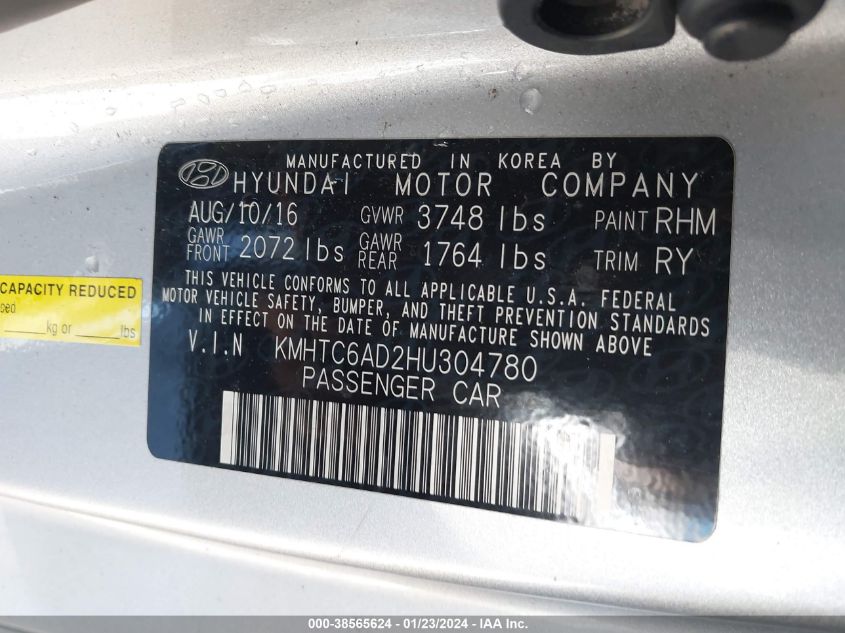 MANUFACTURED IN KOREA BY
HYUNDAI MOTOR COMPANY
AUG/10/16 GVWR 3748 lbs PAINT RHM
GAWR FRONT 2072 lbs GAWR REAR 1764 lbs TRIM RY
THIS VEHICLE CONFORMS TO ALL APPLICABLE U.S.A. FEDERAL
MOTOR VEHICLE SAFETY, BUMPER, AND THEFT PREVENTION STANDARDS
IN EFFECT ON THE DATE OF MANUFACTURE SHOWN ABOVE
V.I.N KMHTC6AD2HU304780
PASSENGER CAR
CAPACITY REDUCED
kg or lbs
000-38565624 / 01/23/2024 - IAA Inc.